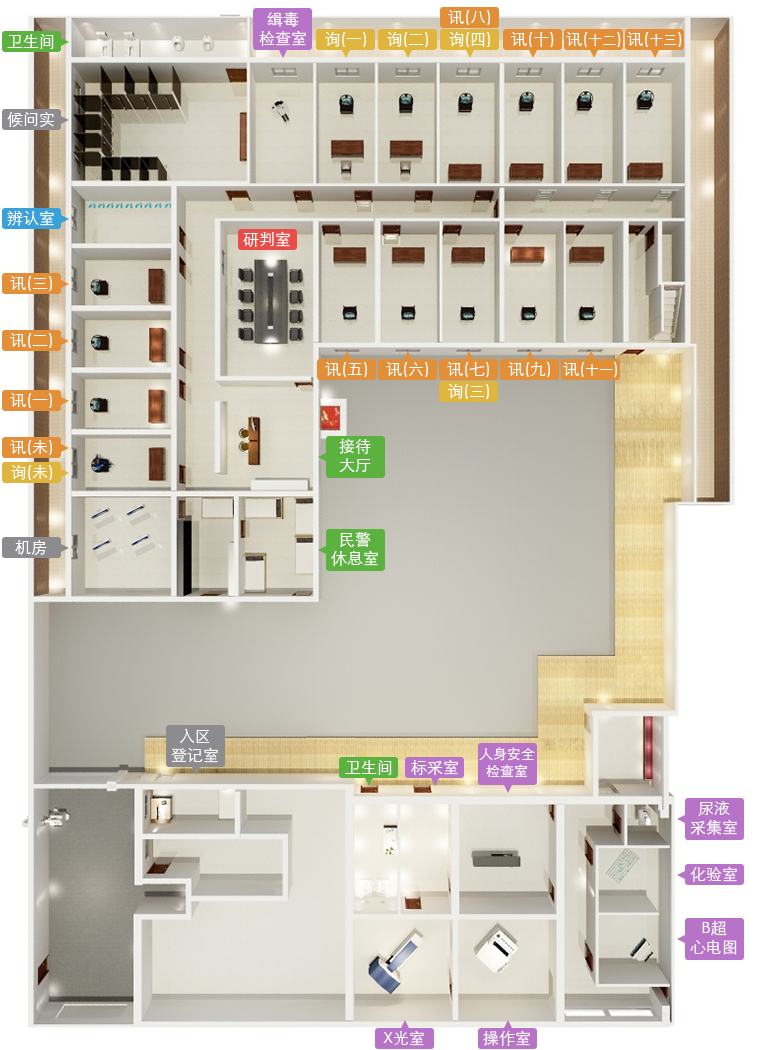 讯(八)
缉毒
检查室
卫生间
询(一)
询(二)
询(四)
讯(十)
讯(十二)
讯(十三)
候问实
辨认室
研判室
讯(三)
讯(二)
讯(五)
讯(六)
讯(七)
讯(九)
讯(十一)
询(三)
讯(一)
讯(未)
询(未)
接待
大厅
机房
民警
休息室
入区
登记室
卫生间
标采室
人身安全
检查室
尿液
采集室
化验室
B超
心电图
X光室
操作室